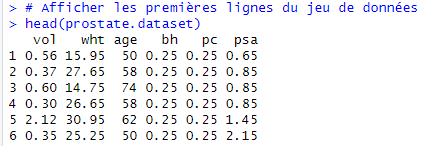 > # Afficher les premières lignes du jeu de données
> head(prostate.dataset)
   vol   wht age   bh   pc  psa
1 0.56 15.95  50 0.25 0.25 0.65
2 0.37 27.65  58 0.25 0.25 0.85
3 0.60 14.75  74 0.25 0.25 0.85
4 0.30 26.65  58 0.25 0.25 0.85
5 2.12 30.95  62 0.25 0.25 1.45
6 0.35 25.25  50 0.25 0.25 2.15